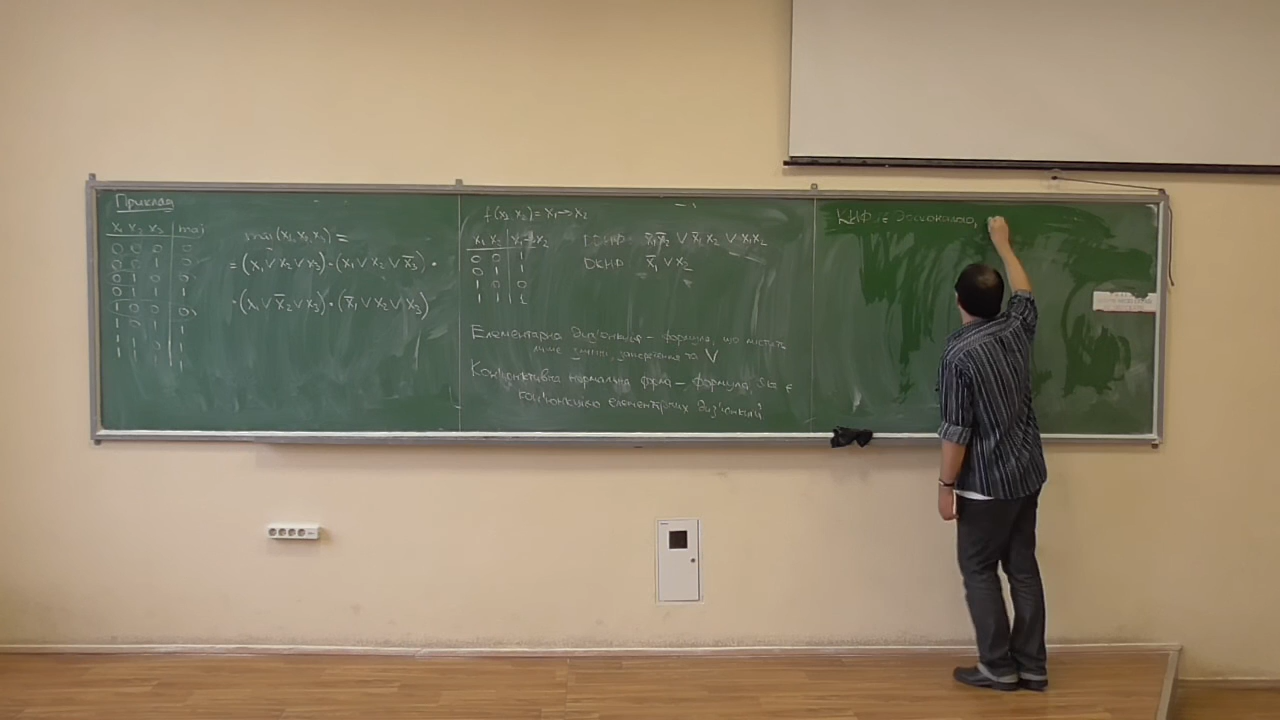 Приклад
x₁ x₂ x₃ | maj
0 0 0 | 0
0 0 1 | 0
0 1 0 | 0
0 1 1 | 1
1 0 0 | 0
1 0 1 | 1
1 1 0 | 1
1 1 1 | 1
maj(x₁,x₂,x₃) =
= (x₁ ∨ x₂ ∨ x₃) · (x₁ ∨ x₂ ∨ x̄₃) ·
· (x₁ ∨ x̄₂ ∨ x₃) · (x̄₁ ∨ x₂ ∨ x₃)
f(x₁, x₂) = x₁ → x₂
x₁ x₂ | x₁→x₂
0 0 | 1
0 1 | 1
1 0 | 0
1 1 | 1
ДДНФ: x̄₁x̄₂ ∨ x̄₁x₂ ∨ x₁x₂
ДКНФ: x̄₁ ∨ x₂
Елементарна диз'юнкція – формула, що містить
лише змінні, заперечення та ∨
Кон'юнктивна нормальна форма – формула, що є
кон'юнкцією елементарних диз'юнкцій
КНФ є досконалою,